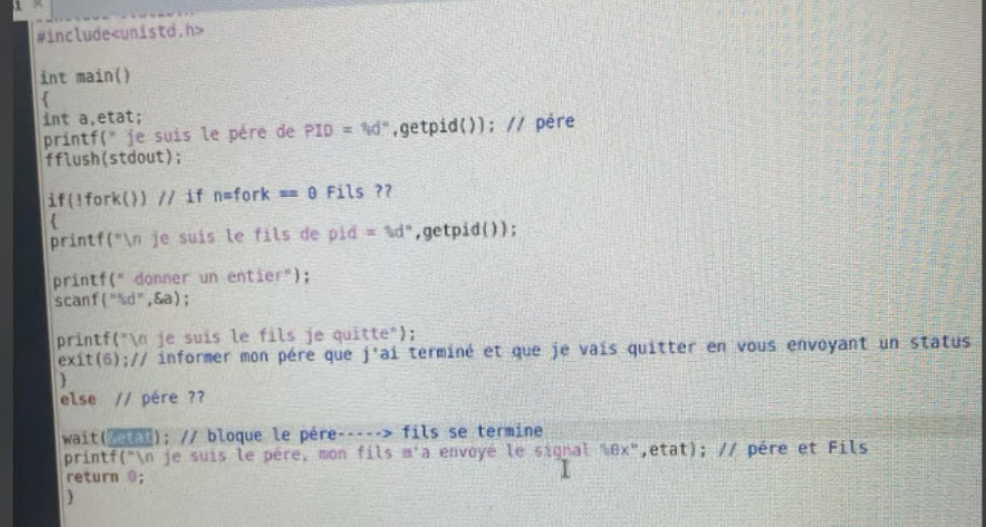 1 ×
#include<unistd.h>
int main()
{
int a,etat;
printf(" je suis le pére de PID = %d",getpid()); // pére
fflush(stdout);
if(!fork()) // if n=fork == 0 Fils ??
{
printf("\n je suis le fils de pid = %d",getpid());
printf(" donner un entier");
scanf("%d",&a);
printf("\n je suis le fils je quitte");
exit(6);// informer mon pére que j'ai terminé et que je vais quitter en vous envoyant un status
}
else // pére ??
wait(&etat); // bloque le pére-----> fils se termine
printf("\n je suis le pére, mon fils m'a envoyé le signal %0x",etat); // pére et Fils
return 0;
}